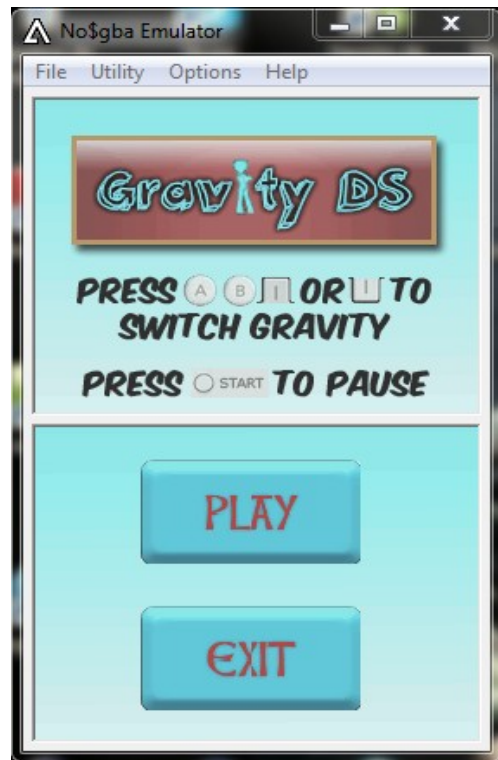 No$gba Emulator
File Utility Options Help
Gravity DS
PRESS A B OR TO
SWITCH GRAVITY
PRESS START TO PAUSE
PLAY
EXIT